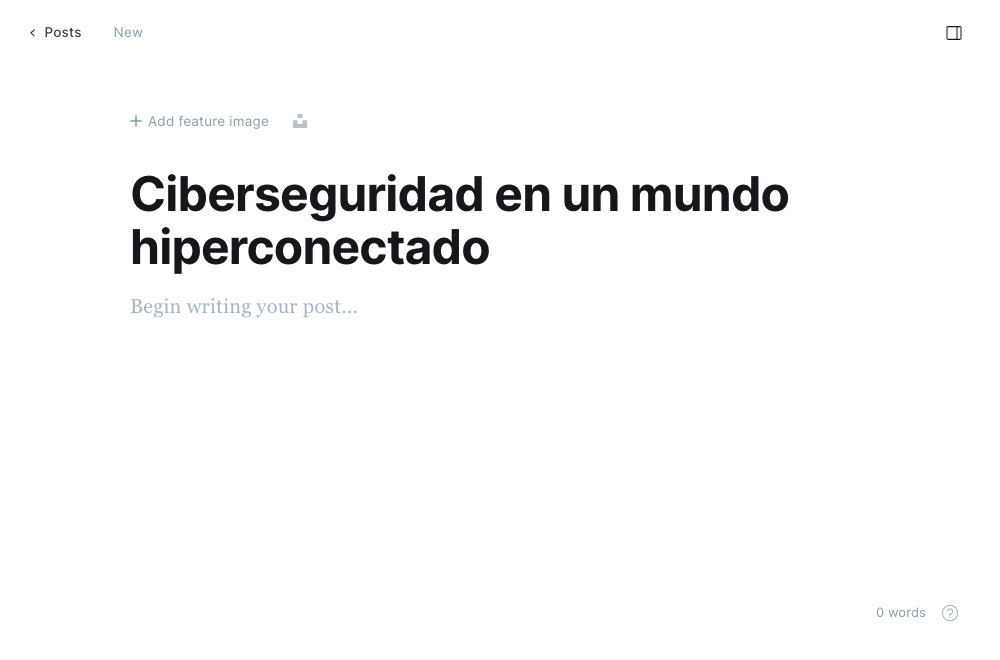 Posts
New
Add feature image
Ciberseguridad en un mundo
hiperconectado
Begin writing your post...
0 words
?